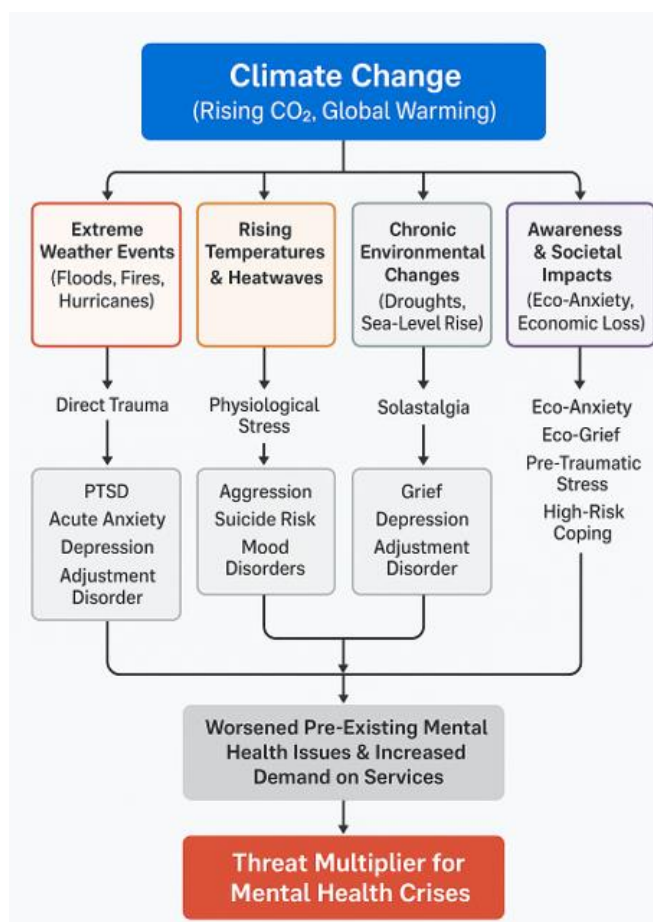 Climate Change
(Rising CO₂, Global Warming)
Extreme
Weather Events
(Floods, Fires,
Hurricanes)
Rising
Temperatures
& Heatwaves
Chronic
Environmental
Changes
(Droughts,
Sea-Level Rise)
Awareness
& Societal
Impacts
(Eco-Anxiety,
Economic Loss)
Direct Trauma
Physiological
Stress
Solastalgia
Eco-Anxiety
Eco-Grief
Pre-Traumatic
Stress
High-Risk
Coping
PTSD
Acute Anxiety
Depression
Adjustment
Disorder
Aggression
Suicide Risk
Mood
Disorders
Grief
Depression
Adjustment
Disorder
Worsened Pre-Existing Mental
Health Issues & Increased
Demand on Services
Threat Multiplier for
Mental Health Crises